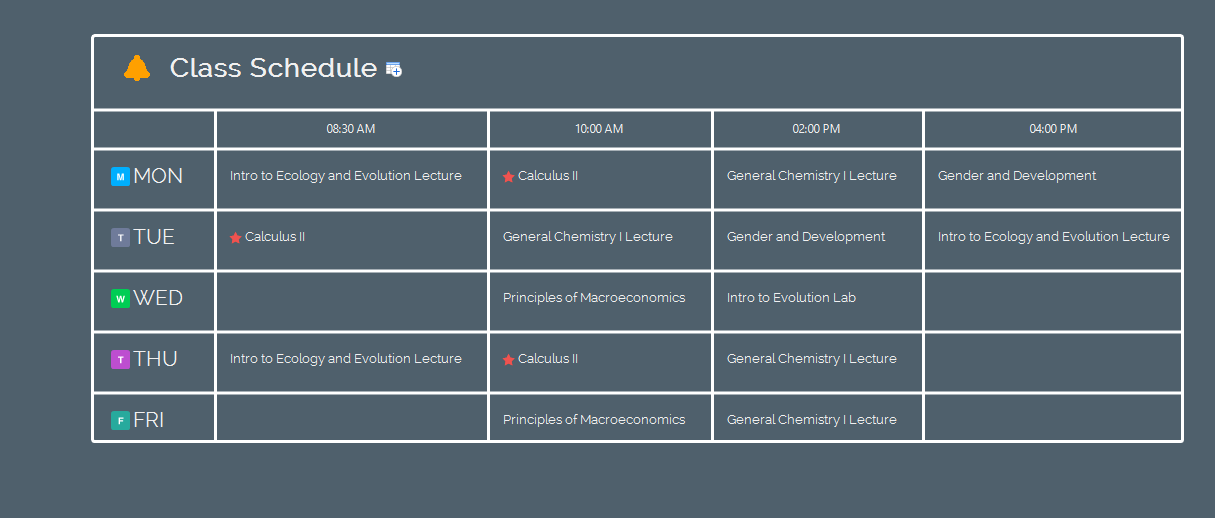 Class Schedule
08:30 AM 10:00 AM 02:00 PM 04:00 PM
M MON Intro to Ecology and Evolution Lecture Calculus II General Chemistry I Lecture Gender and Development
T TUE Calculus II General Chemistry I Lecture Gender and Development Intro to Ecology and Evolution Lecture
W WED Principles of Macroeconomics Intro to Evolution Lab
T THU Intro to Ecology and Evolution Lecture Calculus II General Chemistry I Lecture
F FRI Principles of Macroeconomics General Chemistry I Lecture